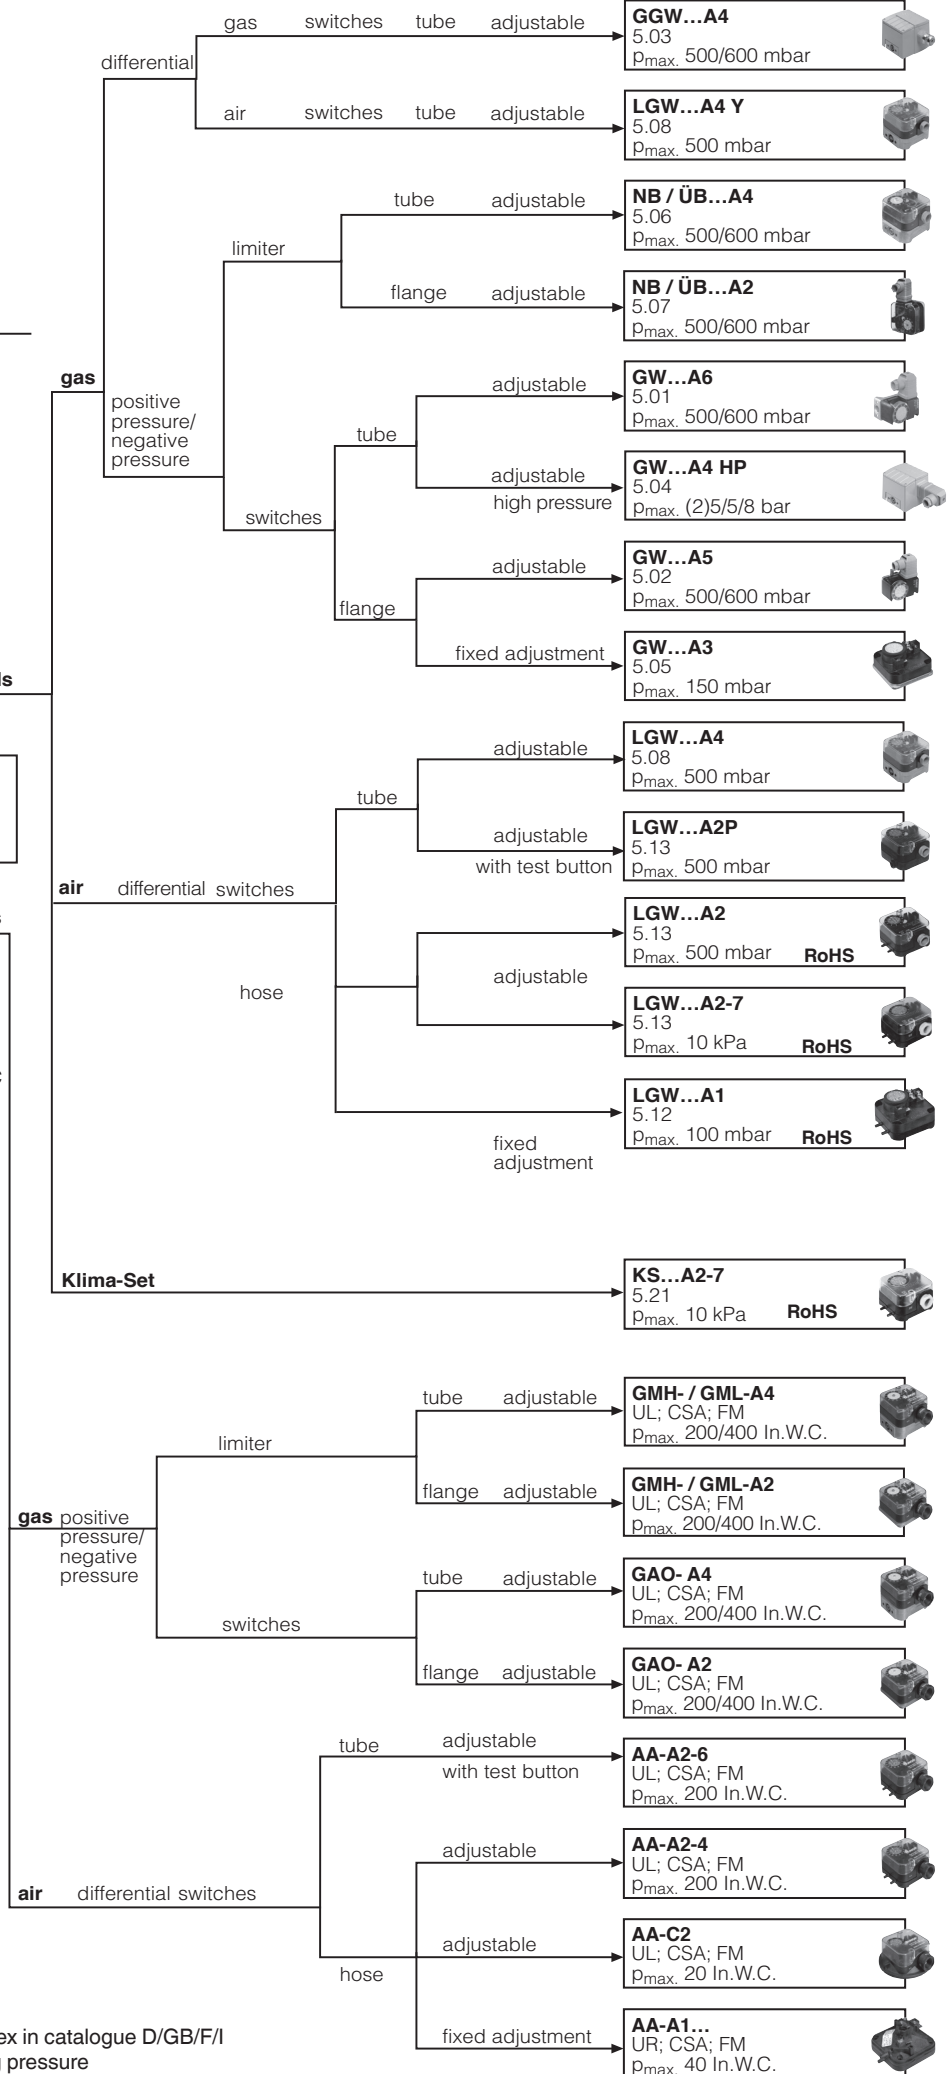 gas switches tube adjustable
GGW...A4
5.03
pmax. 500/600 mbar
differential
air switches tube adjustable
LGW...A4 Y
5.08
pmax. 500 mbar
tube adjustable
NB / ÜB...A4
5.06
pmax. 500/600 mbar
limiter
flange adjustable
NB / ÜB...A2
5.07
pmax. 500/600 mbar
gas
positive
pressure/
negative
pressure
adjustable
GW...A6
5.01
pmax. 500/600 mbar
tube
adjustable
high pressure
GW...A4 HP
5.04
pmax. (2)5/5/8 bar
switches
adjustable
GW...A5
5.02
pmax. 500/600 mbar
flange
fixed adjustment
GW...A3
5.05
pmax. 150 mbar
adjustable
LGW...A4
5.08
pmax. 500 mbar
tube
adjustable
with test button
LGW...A2P
5.13
pmax. 500 mbar
air differential switches
LGW...A2
5.13
pmax. 500 mbar RoHS
adjustable
hose
LGW...A2-7
5.13
pmax. 10 kPa RoHS
LGW...A1
5.12
pmax. 100 mbar RoHS
fixed
adjustment
Klima-Set
KS...A2-7
5.21
pmax. 10 kPa RoHS
tube adjustable
GMH- / GML-A4
UL; CSA; FM
pmax. 200/400 In.W.C.
limiter
flange adjustable
GMH- / GML-A2
UL; CSA; FM
pmax. 200/400 In.W.C.
gas positive
pressure/
negative
pressure
tube adjustable
GAO- A4
UL; CSA; FM
pmax. 200/400 In.W.C.
switches
flange adjustable
GAO- A2
UL; CSA; FM
pmax. 200/400 In.W.C.
tube adjustable
with test button
AA-A2-6
UL; CSA; FM
pmax. 200 In.W.C.
adjustable
AA-A2-4
UL; CSA; FM
pmax. 200 In.W.C.
air differential switches
adjustable
AA-C2
UL; CSA; FM
pmax. 20 In.W.C.
hose
fixed adjustment
AA-A1...
UR; CSA; FM
pmax. 40 In.W.C.
ex in catalogue D/GB/F/I
pressure